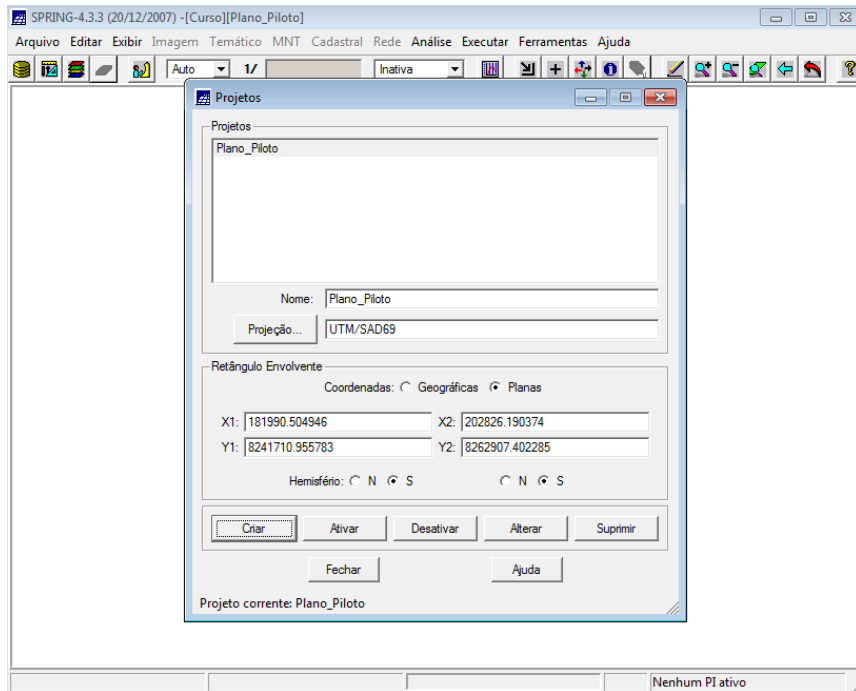 SPRING-4.3.3 (20/12/2007) -[Curso][Plano_Piloto]
Arquivo Editar Exibir Imagem Temático MNT Cadastral Rede Análise Executar Ferramentas Ajuda
Auto 1/ Inativa
Projetos
Projetos
Plano_Piloto
Nome: Plano_Piloto
Projeção... UTM/SAD69
Retângulo Envolvente
Coordenadas: Geográficas Planas
X1: 181990.504946 X2: 202826.190374
Y1: 8241710.955783 Y2: 8262907.402285
Hemisfério: N S N S
Criar Ativar Desativar Alterar Suprimir
Fechar Ajuda
Projeto corrente: Plano_Piloto
Nenhum PI ativo